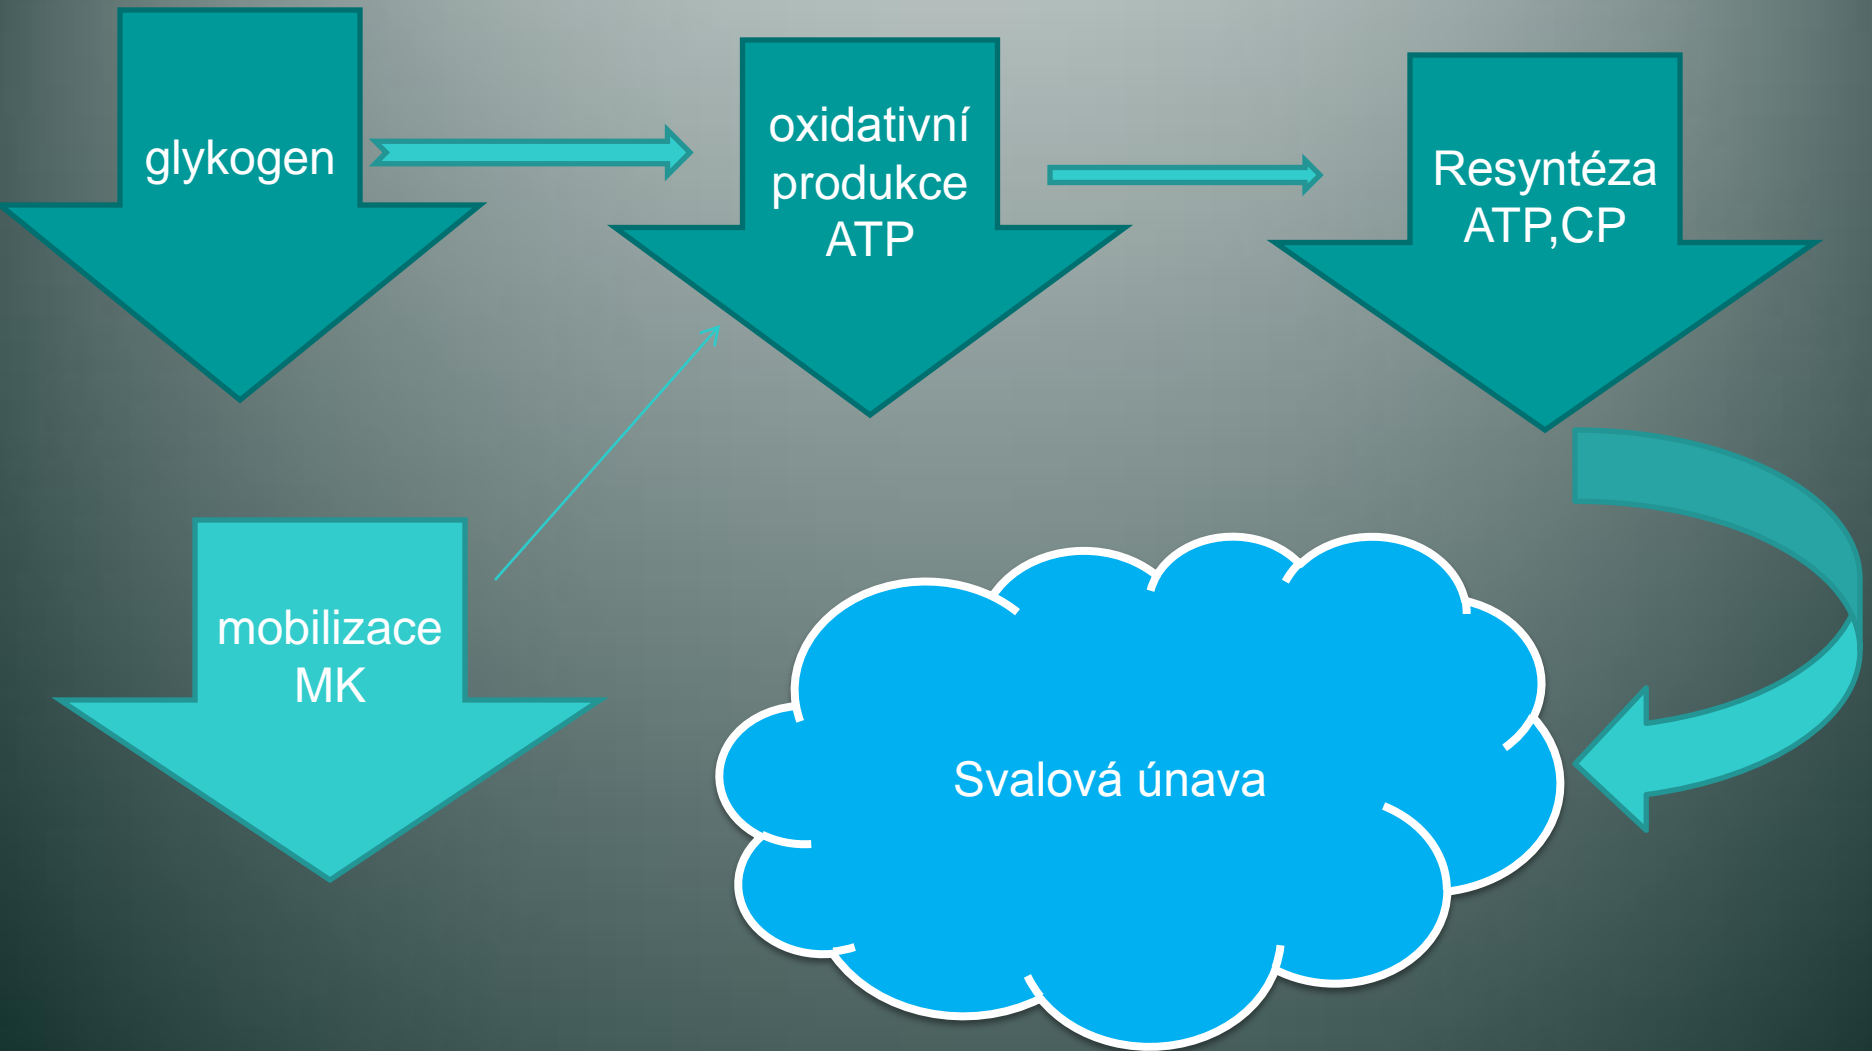 glykogen
oxidativní
produkce
ATP
Resyntéza
ATP,CP
mobilizace
MK
Svalová únava